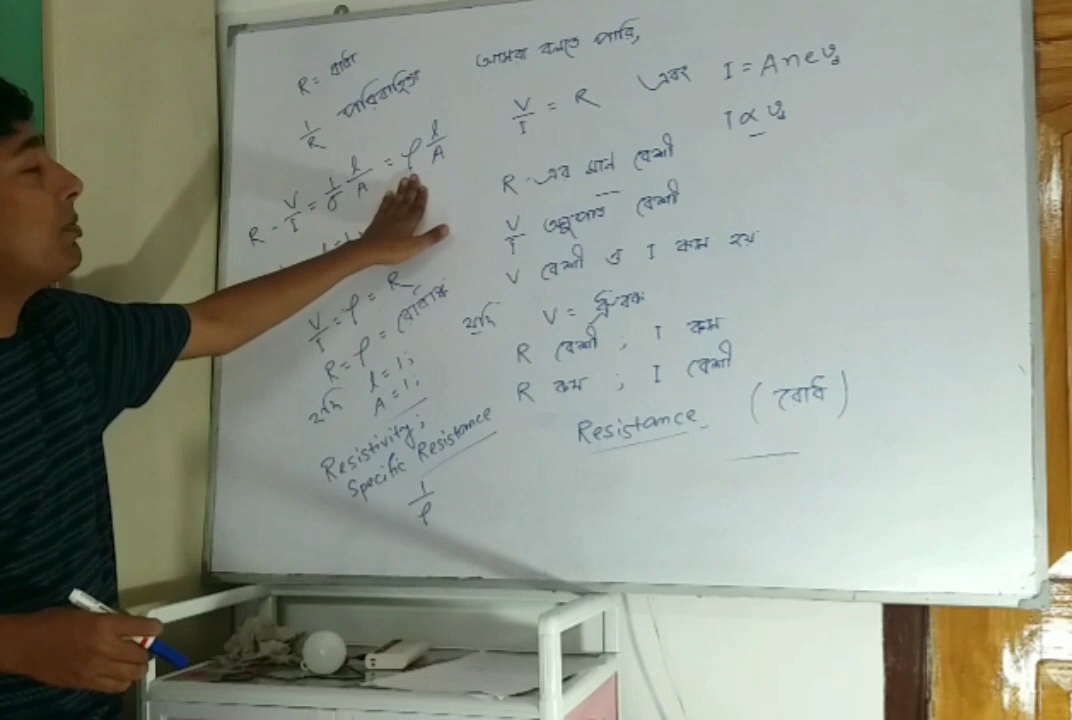 R = বাধা
1/R পরিবাহিতা
R = V/I = 1/σ l/A = ρ l/A
V/I = ρ = R
R = ρ = রোধাংক
যদি l = 1;
A = 1;
Resistivity;
Specific Resistance
1/ρ
আমরা বলতে পারি,
V/I = R এবং I = Aneϑ
I ∝ ϑ
R-এর মান বেশী
V/I অনুপাত বেশী
V বেশী ও I কম হয়
যদি V = ধ্রুবক
R বেশী ; I কম
R কম ; I বেশী
Resistance (রোধ)